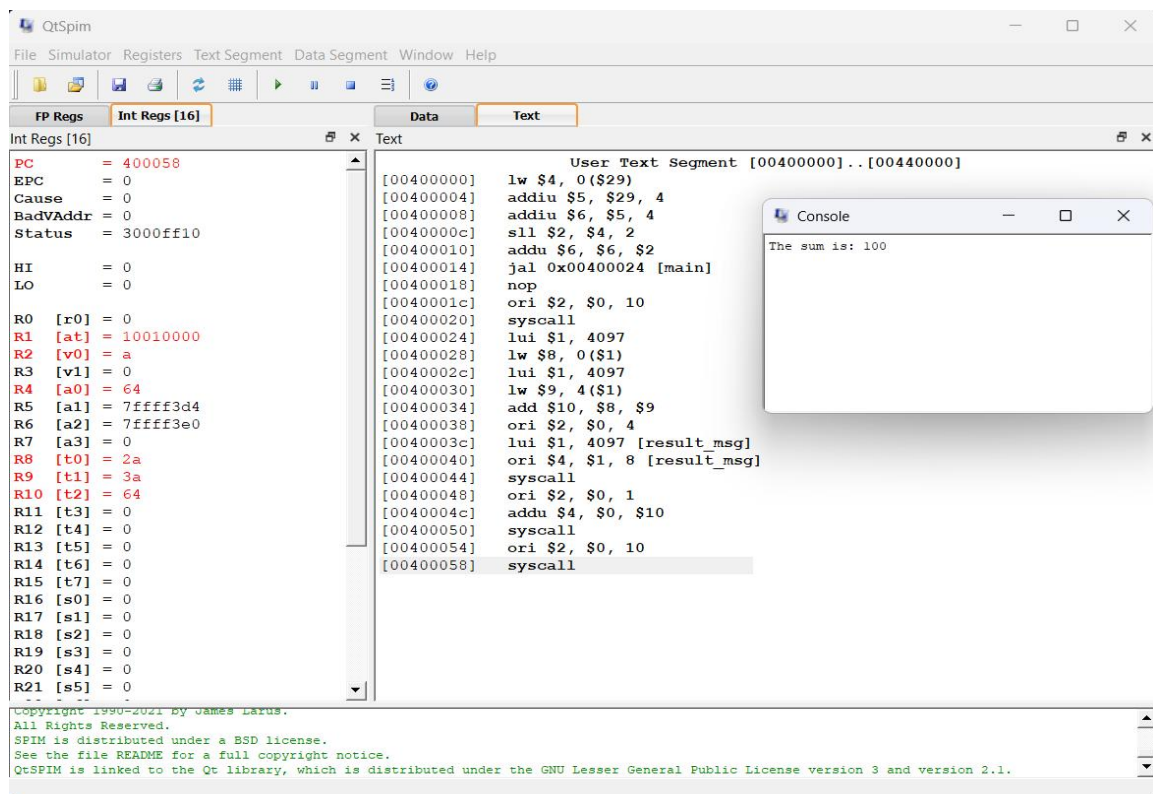 QtSpim
File Simulator Registers Text Segment Data Segment Window Help
FP Regs Int Regs [16]
Int Regs [16]
PC = 400058
EPC = 0
Cause = 0
BadVAddr = 0
Status = 3000ff10
HI = 0
LO = 0
R0 [r0] = 0
R1 [at] = 10010000
R2 [v0] = a
R3 [v1] = 0
R4 [a0] = 64
R5 [a1] = 7ffff3d4
R6 [a2] = 7ffff3e0
R7 [a3] = 0
R8 [t0] = 2a
R9 [t1] = 3a
R10 [t2] = 64
R11 [t3] = 0
R12 [t4] = 0
R13 [t5] = 0
R14 [t6] = 0
R15 [t7] = 0
R16 [s0] = 0
R17 [s1] = 0
R18 [s2] = 0
R19 [s3] = 0
R20 [s4] = 0
R21 [s5] = 0
Data Text
Text
User Text Segment [00400000]..[00440000]
[00400000] lw $4, 0($29)
[00400004] addiu $5, $29, 4
[00400008] addiu $6, $5, 4
[0040000c] sll $2, $4, 2
[00400010] addu $6, $6, $2
[00400014] jal 0x00400024 [main]
[00400018] nop
[0040001c] ori $2, $0, 10
[00400020] syscall
[00400024] lui $1, 4097
[00400028] lw $8, 0($1)
[0040002c] lui $1, 4097
[00400030] lw $9, 4($1)
[00400034] add $10, $8, $9
[00400038] ori $2, $0, 4
[0040003c] lui $1, 4097 [result_msg]
[00400040] ori $4, $1, 8 [result_msg]
[00400044] syscall
[00400048] ori $2, $0, 1
[0040004c] addu $4, $0, $10
[00400050] syscall
[00400054] ori $2, $0, 10
[00400058] syscall
Console
The sum is: 100
Copyright 1990-2021 by James Larus.
All Rights Reserved.
SPIM is distributed under a BSD license.
See the file README for a full copyright notice.
QtSPIM is linked to the Qt library, which is distributed under the GNU Lesser General Public License version 3 and version 2.1.